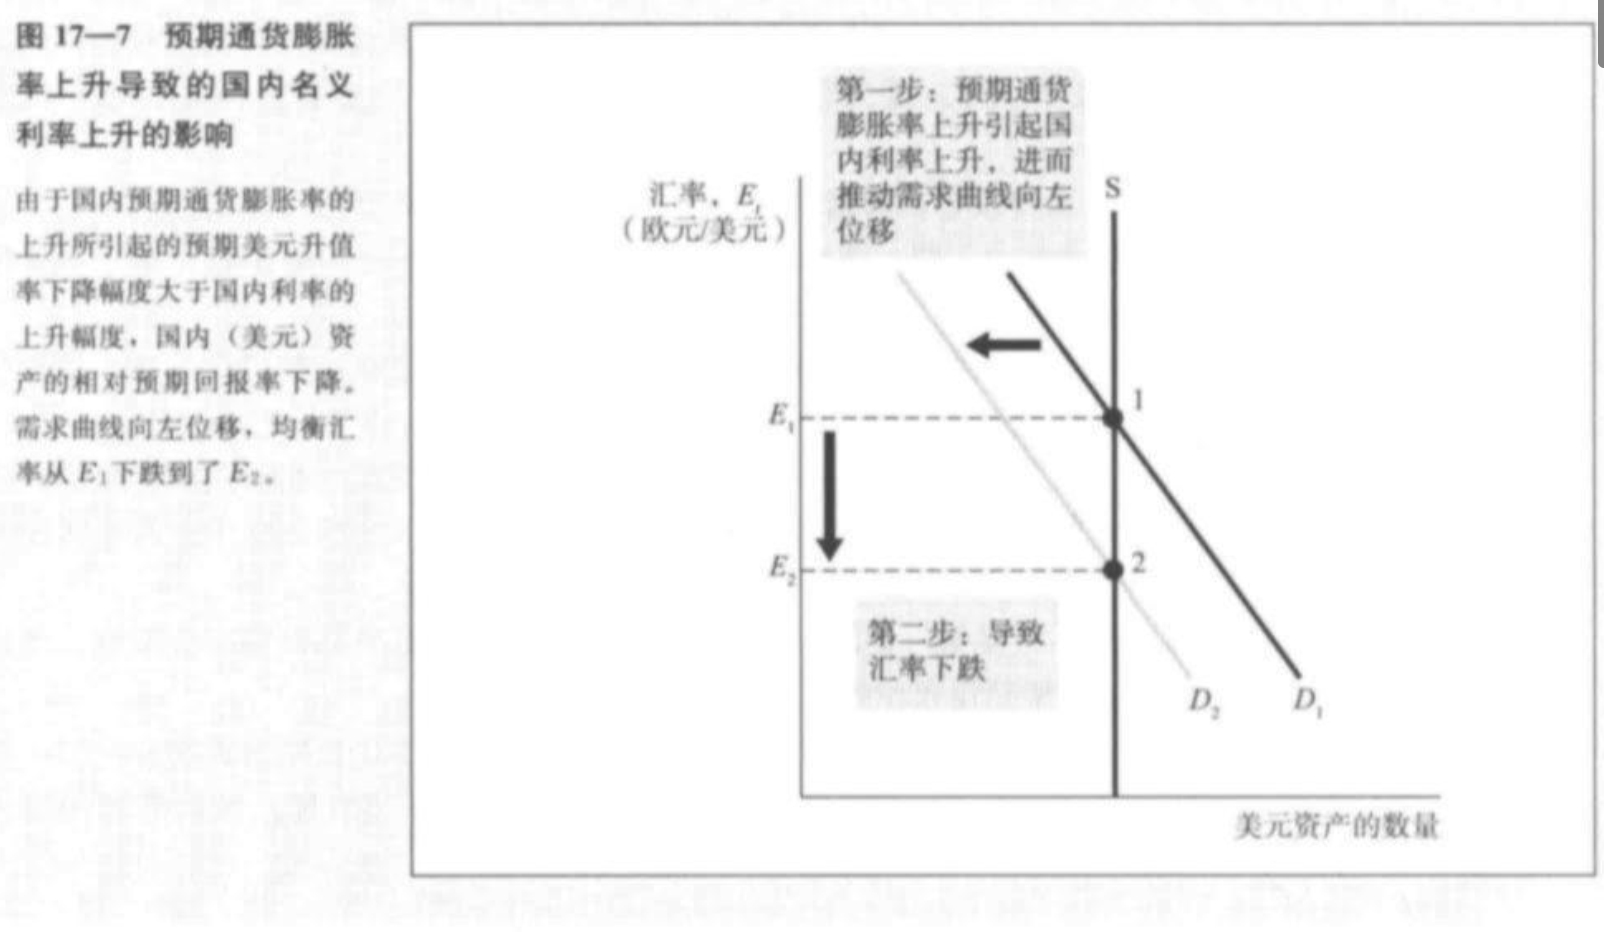 图 17—7 预期通货膨胀
率上升导致的国内名义
利率上升的影响
由于国内预期通货膨胀率的
上升所引起的预期美元升值
率下降幅度大于国内利率的
上升幅度，国内（美元）资
产的相对预期回报率下降。
需求曲线向左位移，均衡汇
率从 E₁下跌到了 E₂。
第一步：预期通货
膨胀率上升引起国
内利率上升，进而
推动需求曲线向左
位移
汇率，Eₜ
（欧元/美元）
S
1
E₁
2
E₂
第二步：导致
汇率下跌
D₂
D₁
美元资产的数量